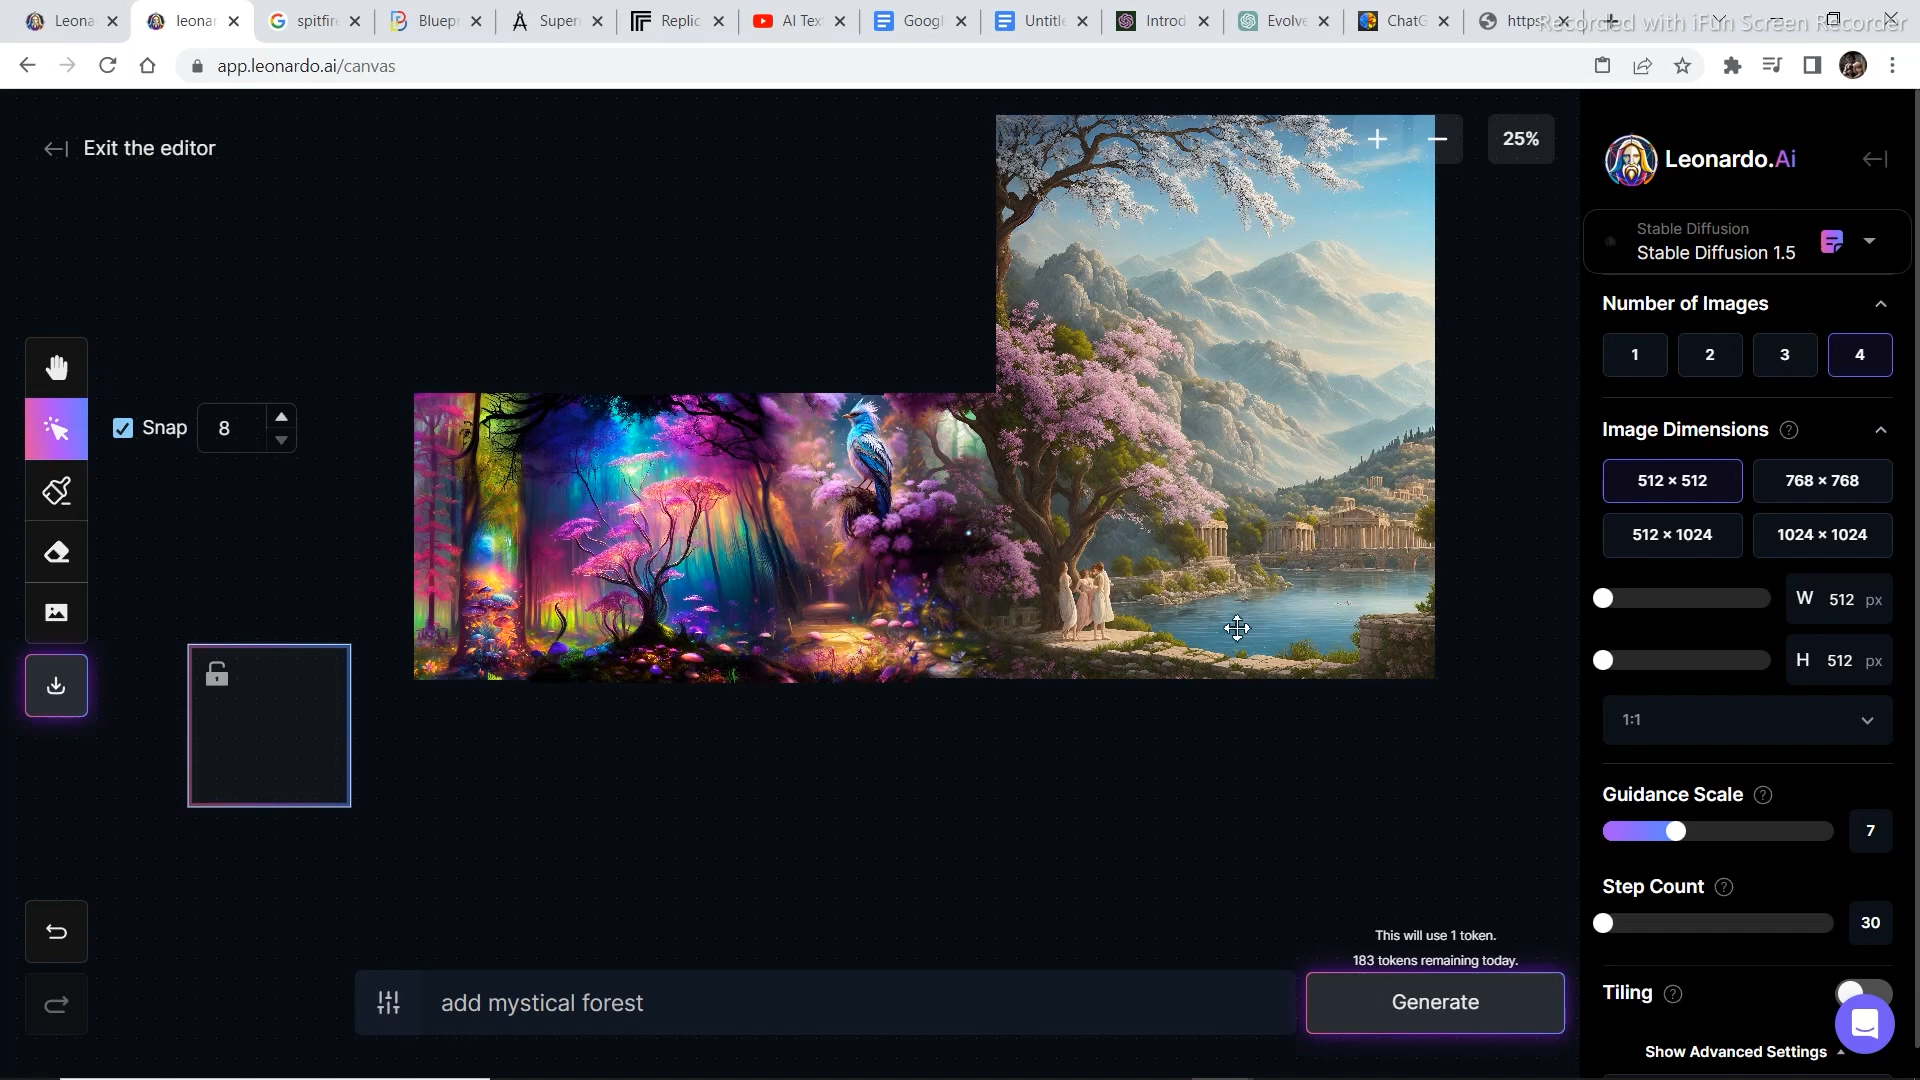 Leona
leonar
spitfire
Bluepr
Super
Replic
AI Tex
Googl
Untitle
Introd
Evolve
ChatG
https
Recorded with iFun Screen Recorder
app.leonardo.ai/canvas
Exit the editor
25%
Leonardo.Ai
Stable Diffusion
Stable Diffusion 1.5
Number of Images
1 2 3 4
Snap 8
Image Dimensions ?
512 × 512 768 × 768
512 × 1024 1024 × 1024
W 512 px
H 512 px
1:1
Guidance Scale ?
7
Step Count ?
30
This will use 1 token.
183 tokens remaining today.
add mystical forest
Generate
Tiling ?
Show Advanced Settings